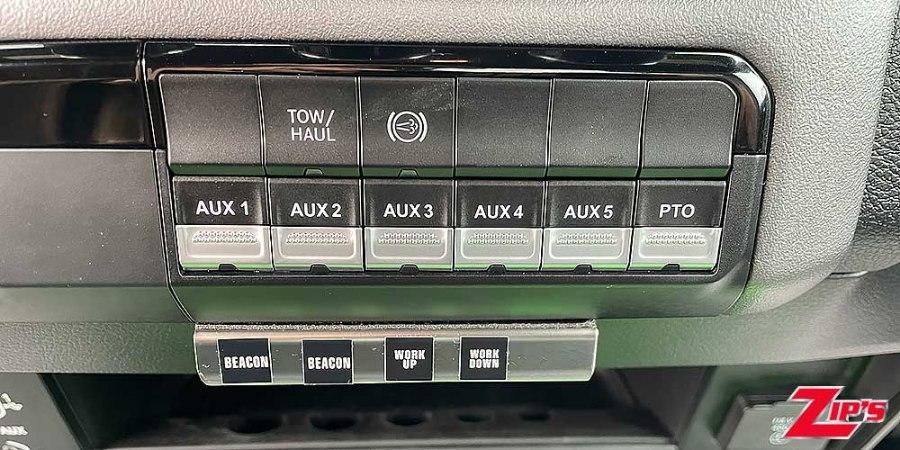 TOW/
HAUL
AUX 1 AUX 2 AUX 3 AUX 4 AUX 5 PTO
BEACON BEACON WORK UP WORK DOWN
AUX
ZIP'S